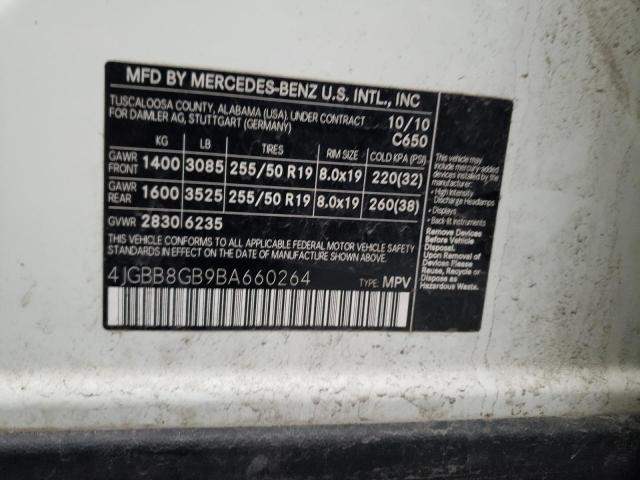 MFD BY MERCEDES-BENZ U.S. INTL., INC
TUSCALOOSA COUNTY, ALABAMA (USA), UNDER CONTRACT
FOR DAIMLER AG, STUTTGART (GERMANY)
10/10
C650
KG LB TIRES RIM SIZE COLD KPA (PSI)
GAWR FRONT 1400 3085 255/50 R19 8.0x19 220(32)
GAWR REAR 1600 3525 255/50 R19 8.0x19 260(38)
GVWR 2830 6235
THIS VEHICLE CONFORMS TO ALL APPLICABLE FEDERAL MOTOR VEHICLE SAFETY
STANDARDS IN EFFECT ON THE DATE OF MANUFACTURE SHOWN ABOVE.
4JGBB8GB9BA660264
TYPE: MPV
This vehicle may
include mercury-added
devices installed by the
manufacturer:
• High Intensity
Discharge Headlamps
• Displays
• Back-lit Instruments
Remove Devices
Before Vehicle
Disposal.
Upon Removal of
Devices Please
Reuse, Recycle or
Dispose as
Hazardous Waste.